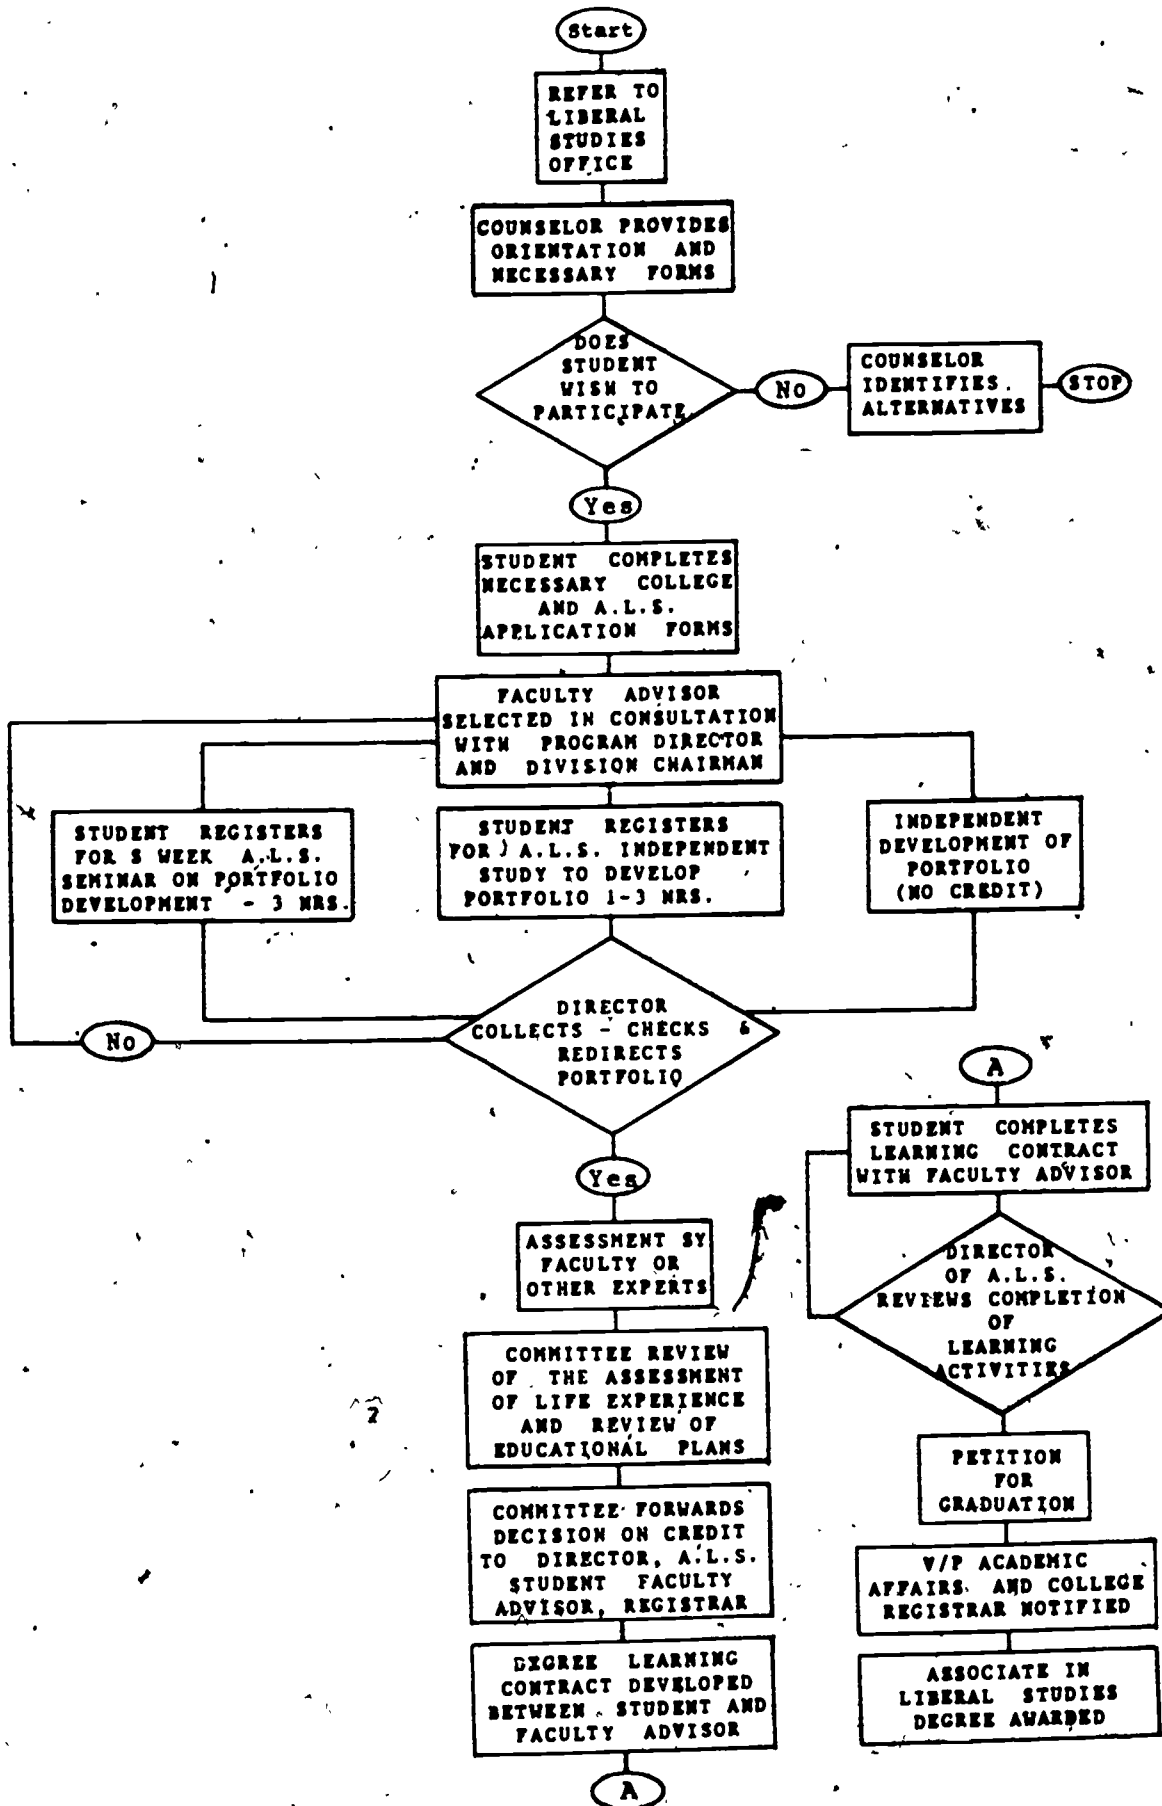 Start
REFER TO
LIBERAL
STUDIES
OFFICE
COUNSELOR PROVIDES
ORIENTATION AND
NECESSARY FORMS
DOES
STUDENT
WISH TO
PARTICIPATE
No
COUNSELOR
IDENTIFIES
ALTERNATIVES
STOP
Yes
STUDENT COMPLETES
NECESSARY COLLEGE
AND A.L.S.
APPLICATION FORMS
FACULTY ADVISOR
SELECTED IN CONSULTATION
WITH PROGRAM DIRECTOR
AND DIVISION CHAIRMAN
STUDENT REGISTERS
FOR 5 WEEK A.L.S.
SEMINAR ON PORTFOLIO
DEVELOPMENT - 3 HRS.
STUDENT REGISTERS
FOR A.L.S. INDEPENDENT
STUDY TO DEVELOP
PORTFOLIO 1-3 HRS.
INDEPENDENT
DEVELOPMENT OF
PORTFOLIO
(NO CREDIT)
DIRECTOR
COLLECTS - CHECKS &
REDIRECTS
PORTFOLIO
No
Yes
ASSESSMENT BY
FACULTY OR
OTHER EXPERTS
COMMITTEE REVIEW
OF THE ASSESSMENT
OF LIFE EXPERIENCE
AND REVIEW OF
EDUCATIONAL PLANS
COMMITTEE FORWARDS
DECISION ON CREDIT
TO DIRECTOR, A.L.S.
STUDENT FACULTY
ADVISOR, REGISTRAR
DEGREE LEARNING
CONTRACT DEVELOPED
BETWEEN STUDENT AND
FACULTY ADVISOR
A
A
STUDENT COMPLETES
LEARNING CONTRACT
WITH FACULTY ADVISOR
DIRECTOR
OF A.L.S.
REVIEWS COMPLETION
OF
LEARNING
ACTIVITIES
PETITION
FOR
GRADUATION
V/P ACADEMIC
AFFAIRS AND COLLEGE
REGISTRAR NOTIFIED
ASSOCIATE IN
LIBERAL STUDIES
DEGREE AWARDED